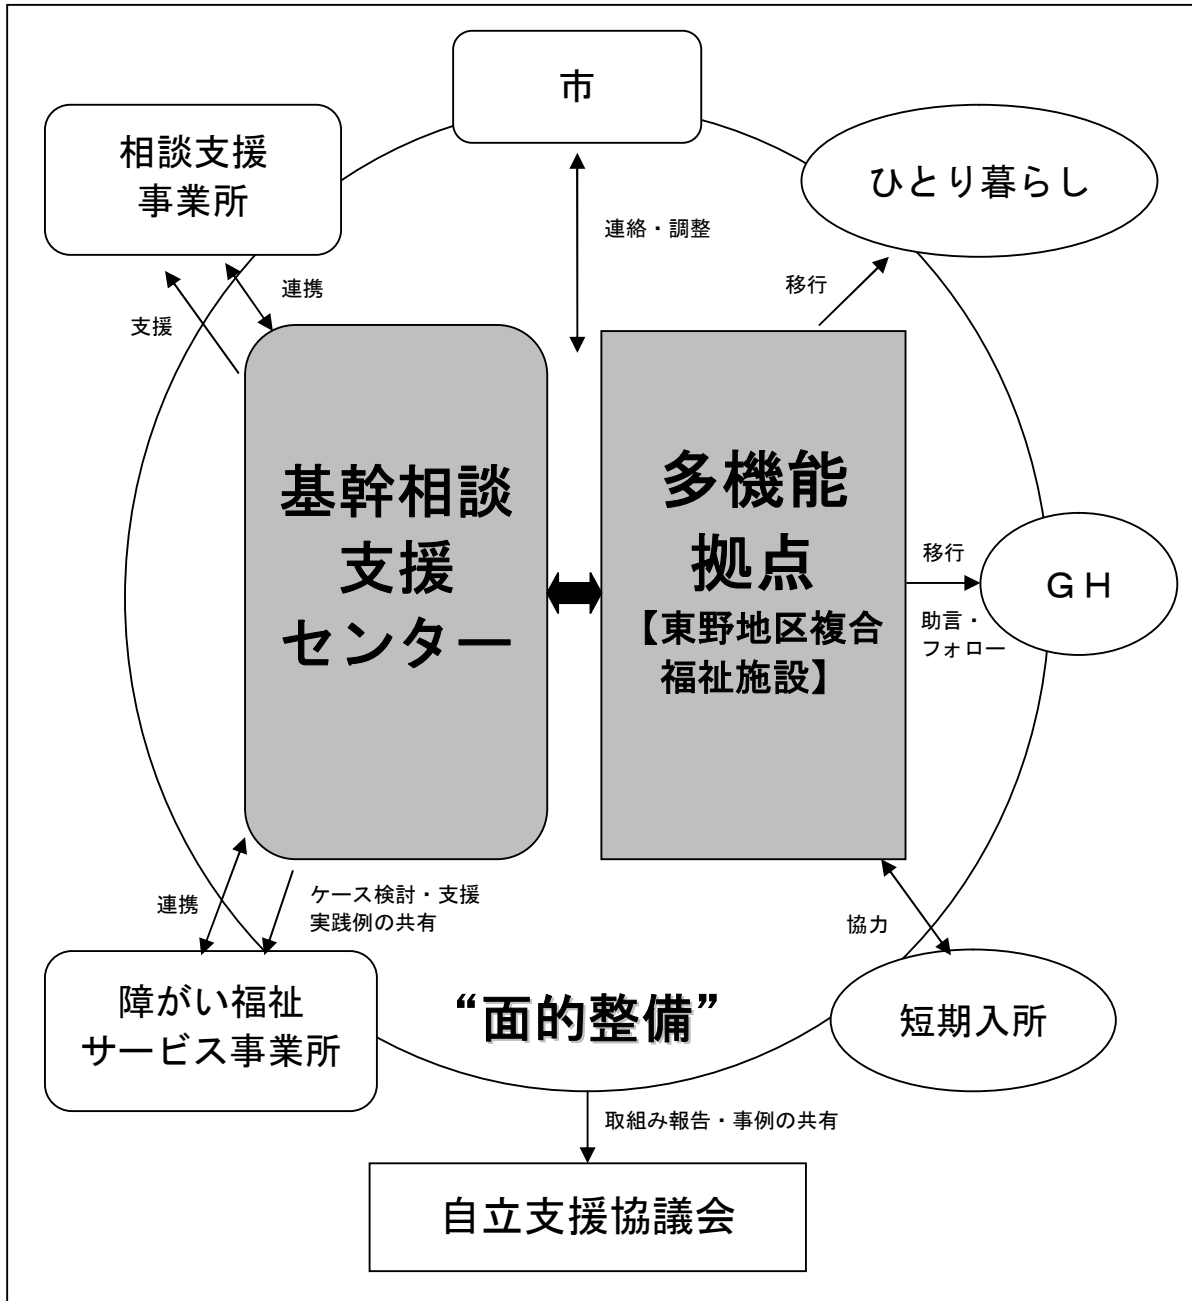 市
相談支援
事業所
ひとり暮らし
連絡・調整
連携
移行
支援
基幹相談
支援
センター
多機能
拠点
【東野地区複合
福祉施設】
移行
助言・
フォロー
ＧＨ
連携
ケース検討・支援
実践例の共有
協力
障がい福祉
サービス事業所
“面的整備”
短期入所
取組み報告・事例の共有
自立支援協議会